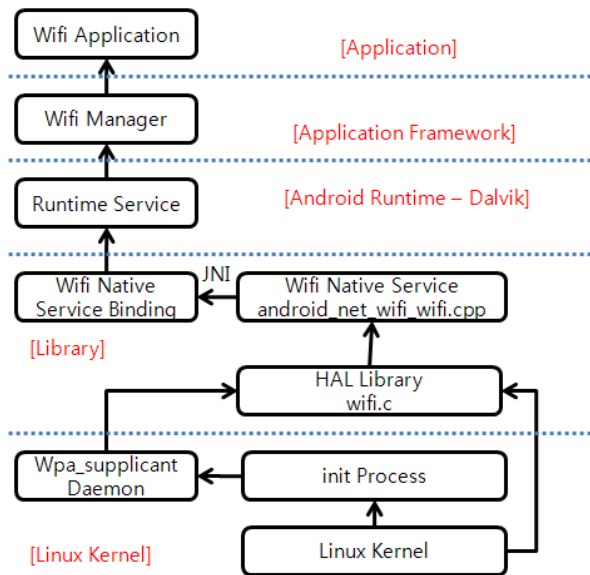 Wifi Application
[Application]
Wifi Manager
[Application Framework]
Runtime Service
[Android Runtime – Dalvik]
Wifi Native
Service Binding
JNI
Wifi Native Service
android_net_wifi_wifi.cpp
[Library]
HAL Library
wifi.c
Wpa_supplicant
Daemon
init Process
[Linux Kernel]
Linux Kernel